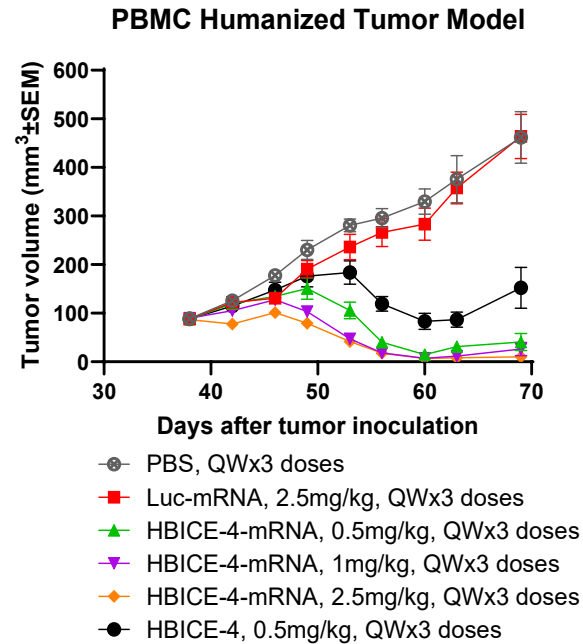 PBMC Humanized Tumor Model
Tumor volume (mm³±SEM)
600
500
400
300
200
100
0
30
40
50
60
70
Days after tumor inoculation
PBS, QWx3 doses
Luc-mRNA, 2.5mg/kg, QWx3 doses
HBICE-4-mRNA, 0.5mg/kg, QWx3 doses
HBICE-4-mRNA, 1mg/kg, QWx3 doses
HBICE-4-mRNA, 2.5mg/kg, QWx3 doses
HBICE-4, 0.5mg/kg, QWx3 doses